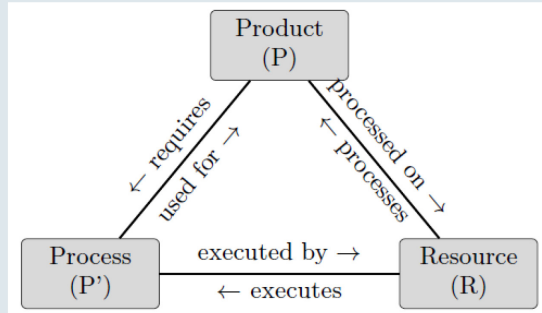 Product
(P)
← requires
used for →
processed on →
← processes
Process
(P')
executed by →
← executes
Resource
(R)